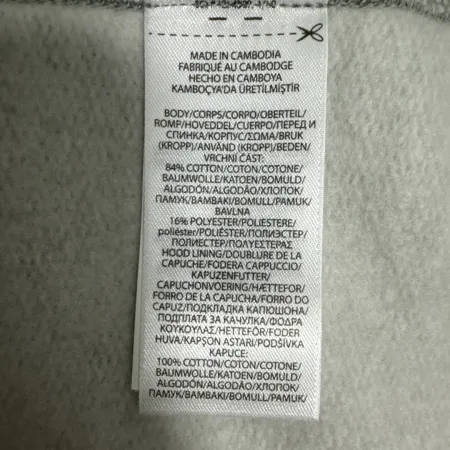 MADE IN CAMBODIA
FABRIQUÉ AU CAMBODGE
HECHO EN CAMBOYA
KAMBOÇYA'DA ÜRETİLMİŞTİR
BODY/CORPS/CORPO/OBERTEIL/
ROMP/HOVEDDEL/CUERPO/ПЕРЕД И
СПИНКА/КОРПУС/ΣΩΜΑ/BRUK
(KROPP)/ANVÄND (KROPP)/BEDEN/
VRCHNÍ ČÁST:
84% COTTON/COTON/COTONE/
BAUMWOLLE/KATOEN/BOMULD/
ALGODÓN/ALGODÃO/ХЛОПОК/
ПАМУК/ΒΑΜΒΑΚΙ/BOMULL/PAMUK/
BAVLNA
16% POLYESTER/POLIESTERE/
poliéster/POLIÉSTER/ПОЛИЭСТЕР/
ПОЛИЕСТЕР/ΠΟΛΥΕΣΤΕΡΑΣ
HOOD LINING/DOUBLURE DE LA
CAPUCHE/FODERA CAPPUCCIO/
KAPUZENFUTTER/
CAPUCHONVOERING/HÆTTEFOR/
FORRO DE LA CAPUCHA/FORRO DO
CAPUZ/ПОДКЛАДКА КАПЮШОНА/
ПОДПЛАТА ЗА КАЧУЛКА/ΦΟΔΡΑ
ΚΟΥΚΟΥΛΑΣ/HETTEFÔR/FODER
HUVA/KAPŞON ASTARI/PODŠÍVKA
KAPUCE:
100% COTTON/COTON/COTONE/
BAUMWOLLE/KATOEN/BOMULD/
ALGODÓN/ALGODÃO/ХЛОПОК/
ПАМУК/ΒΑΜΒΑΚΙ/BOMULL/PAMUK/